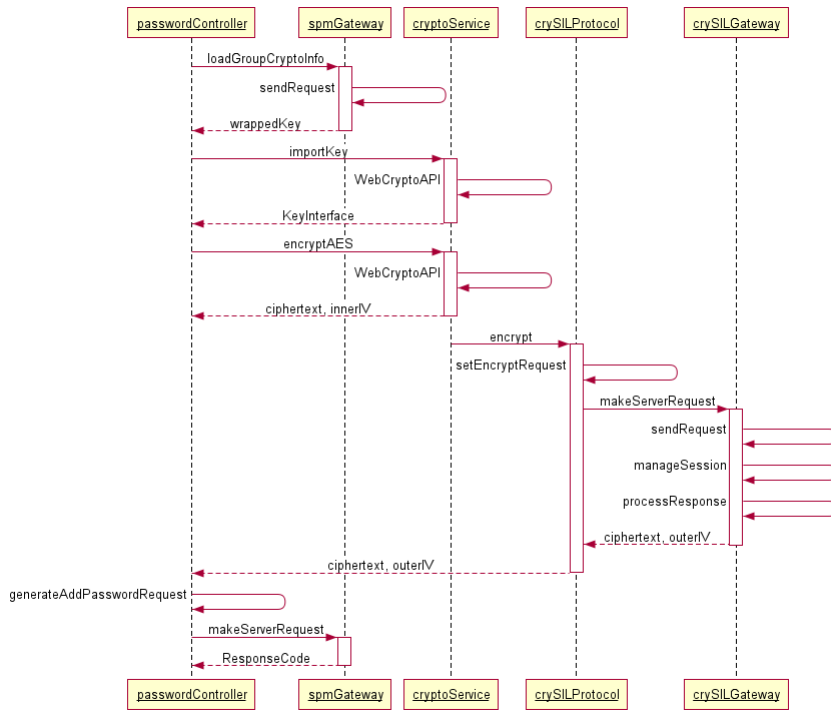 passwordController
spmGateway
cryptoService
crySILProtocol
crySILGateway
loadGroupCryptoInfo
sendRequest
wrappedKey
importKey
WebCryptoAPI
KeyInterface
encryptAES
WebCryptoAPI
ciphertext, innerIV
encrypt
setEncryptRequest
makeServerRequest
sendRequest
manageSession
processResponse
ciphertext, outerIV
ciphertext, outerIV
generateAddPasswordRequest
makeServerRequest
ResponseCode
passwordController
spmGateway
cryptoService
crySILProtocol
crySILGateway